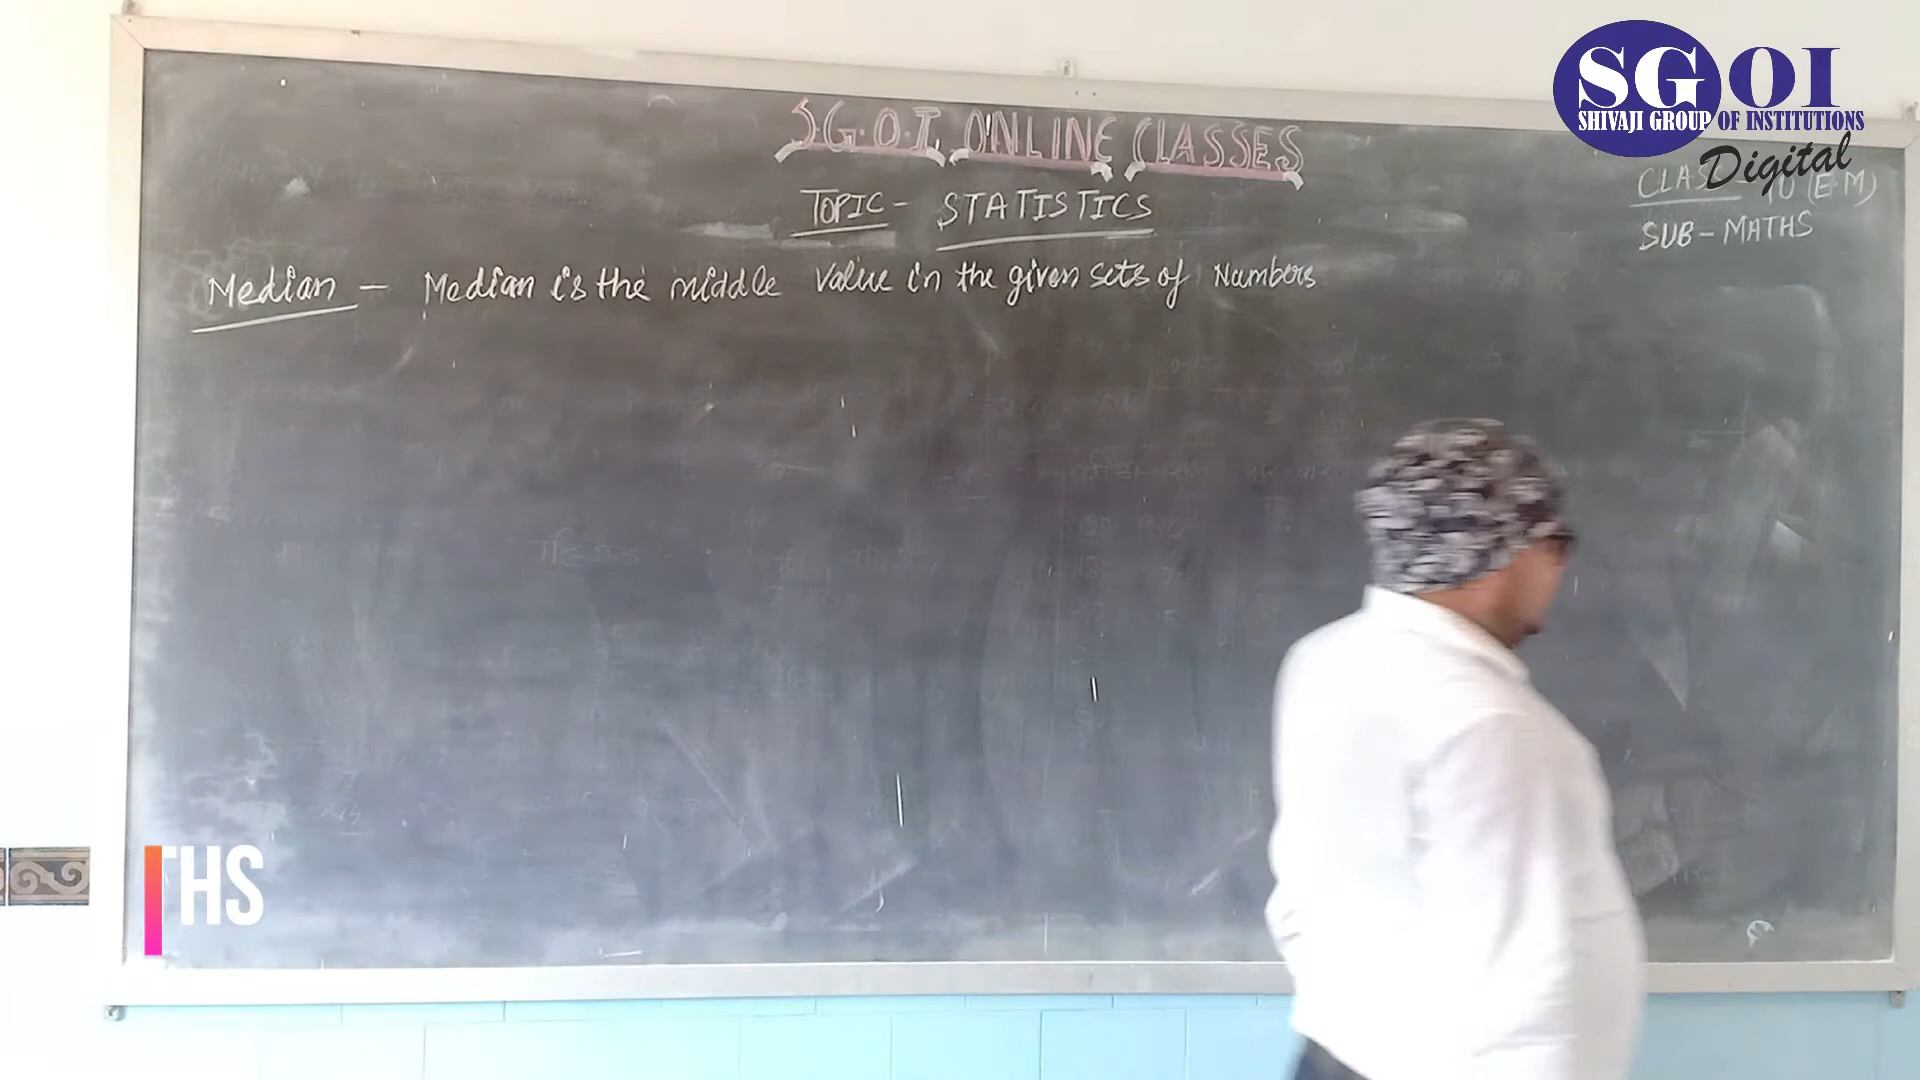 SGOI
SHIVAJI GROUP OF INSTITUTIONS
Digital
S.G.O.I. ONLINE CLASSES
TOPIC - STATISTICS
CLASS - 10 (E.M)
SUB - MATHS
Median - Median is the middle value in the given sets of Numbers
THS